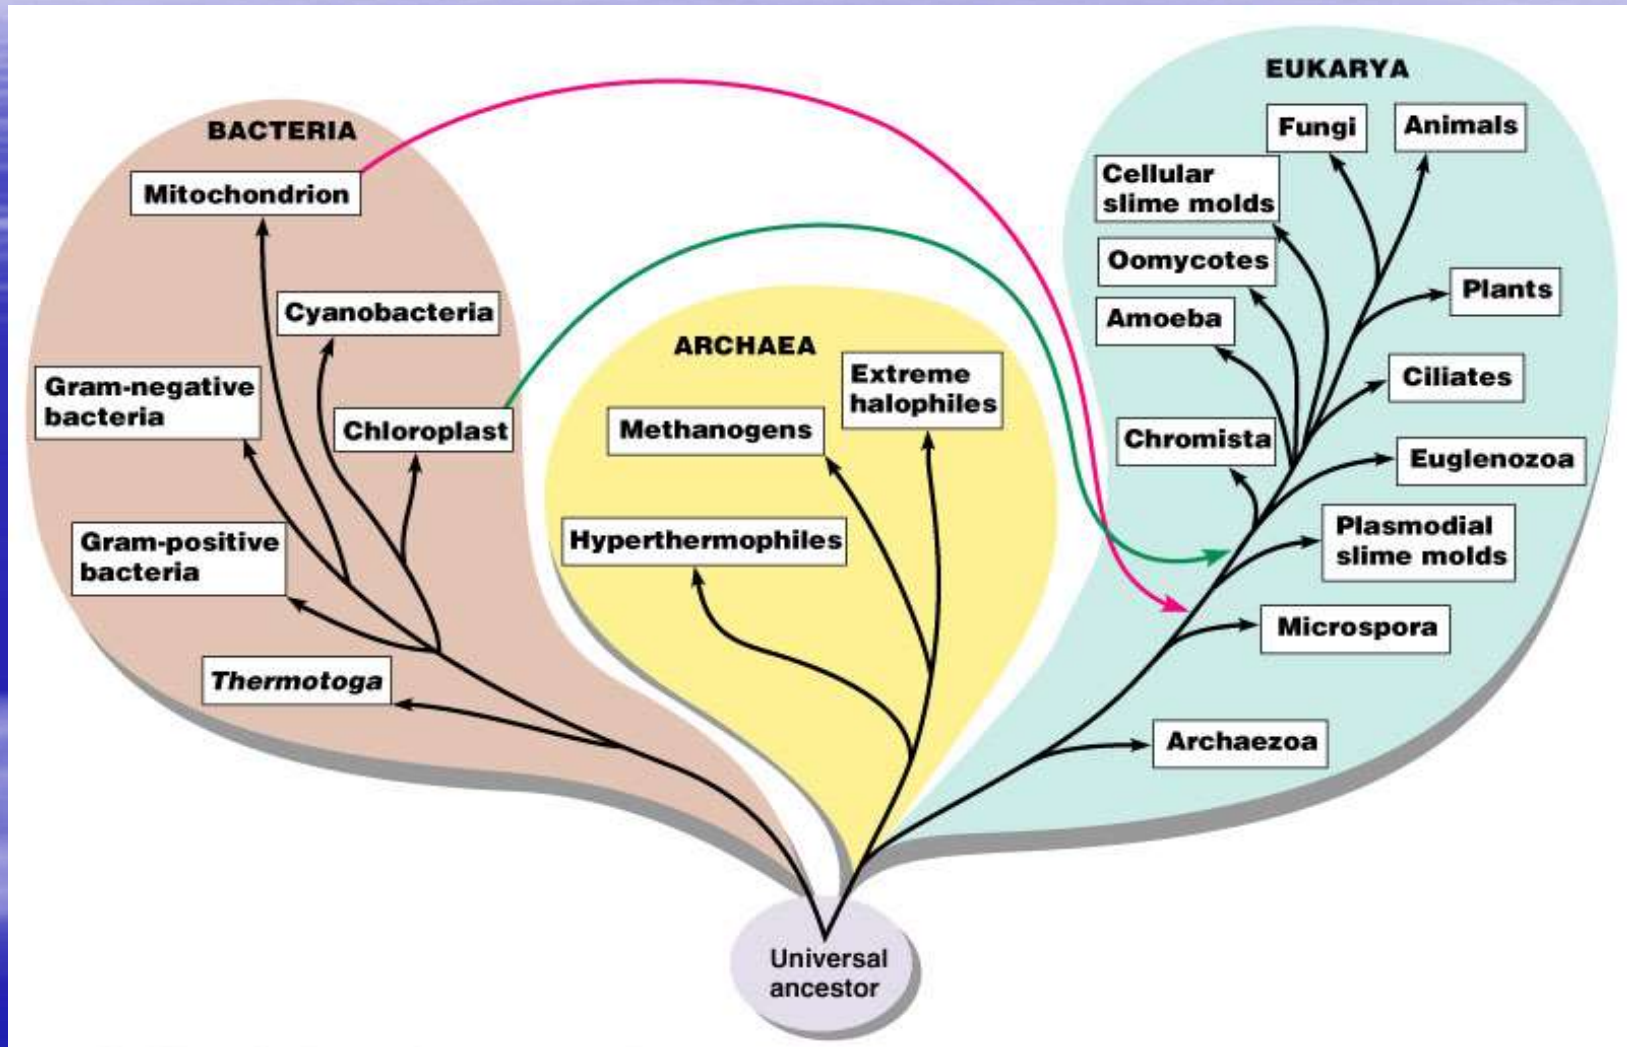 BACTERIA
Mitochondrion
Cyanobacteria
Gram-negative
bacteria
Chloroplast
Gram-positive
bacteria
Thermotoga
ARCHAEA
Extreme
halophiles
Methanogens
Hyperthermophiles
EUKARYA
Fungi
Animals
Cellular
slime molds
Oomycotes
Plants
Amoeba
Ciliates
Chromista
Euglenozoa
Plasmodial
slime molds
Microspora
Archaezoa
Universal
ancestor